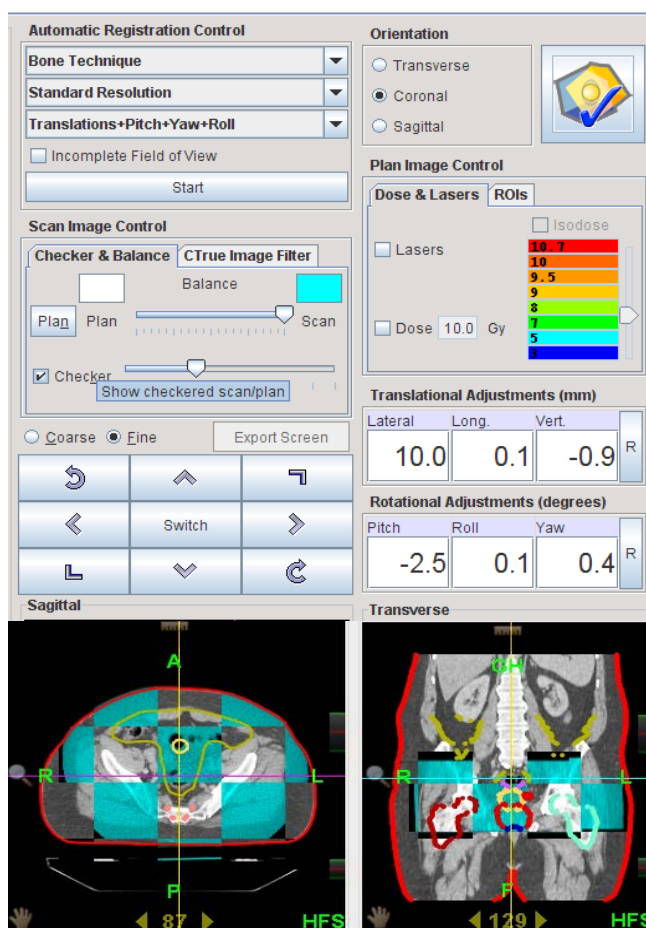 Automatic Registration Control
Bone Technique
Standard Resolution
Translations+Pitch+Yaw+Roll
Incomplete Field of View
Start
Scan Image Control
Checker & Balance
CTrue Image Filter
Balance
Plan
Plan
Scan
Checker
Show checkered scan/plan
Coarse
Fine
Export Screen
Switch
Orientation
Transverse
Coronal
Sagittal
Plan Image Control
Dose & Lasers
ROIs
Isodose
Lasers
10.7
10
9.5
9
8
7
5
3
Dose 10.0 Gy
Translational Adjustments (mm)
Lateral Long. Vert.
10.0 0.1 -0.9 R
Rotational Adjustments (degrees)
Pitch Roll Yaw
-2.5 0.1 0.4 R
Sagittal
A
R L
P
87 HFS
Transverse
R L
129 HFS